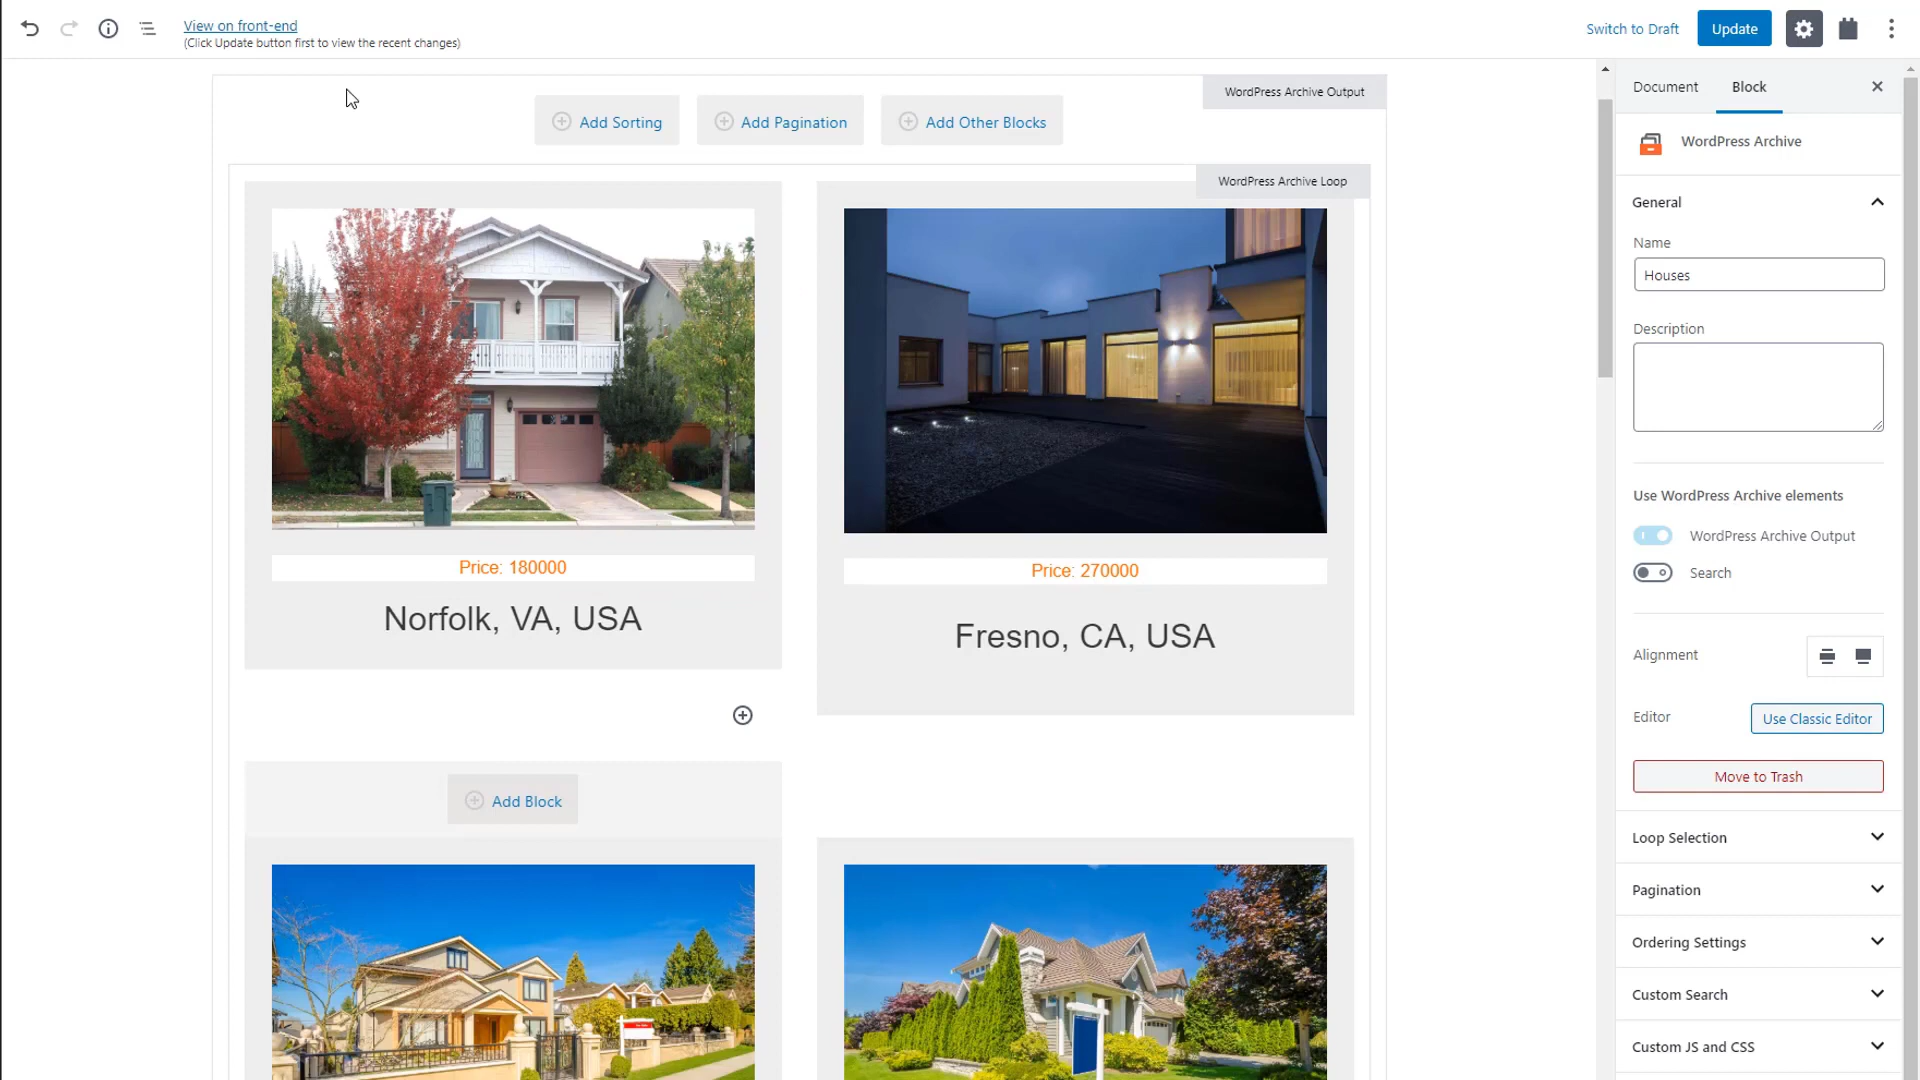 View on front-end
(Click Update button first to view the recent changes)
Switch to Draft
Update
WordPress Archive Output
Add Sorting
Add Pagination
Add Other Blocks
WordPress Archive Loop
Price: 180000
Norfolk, VA, USA
Price: 270000
Fresno, CA, USA
Add Block
Document
Block
WordPress Archive
General
Name
Houses
Description
Use WordPress Archive elements
WordPress Archive Output
Search
Alignment
Editor
Use Classic Editor
Move to Trash
Loop Selection
Pagination
Ordering Settings
Custom Search
Custom JS and CSS